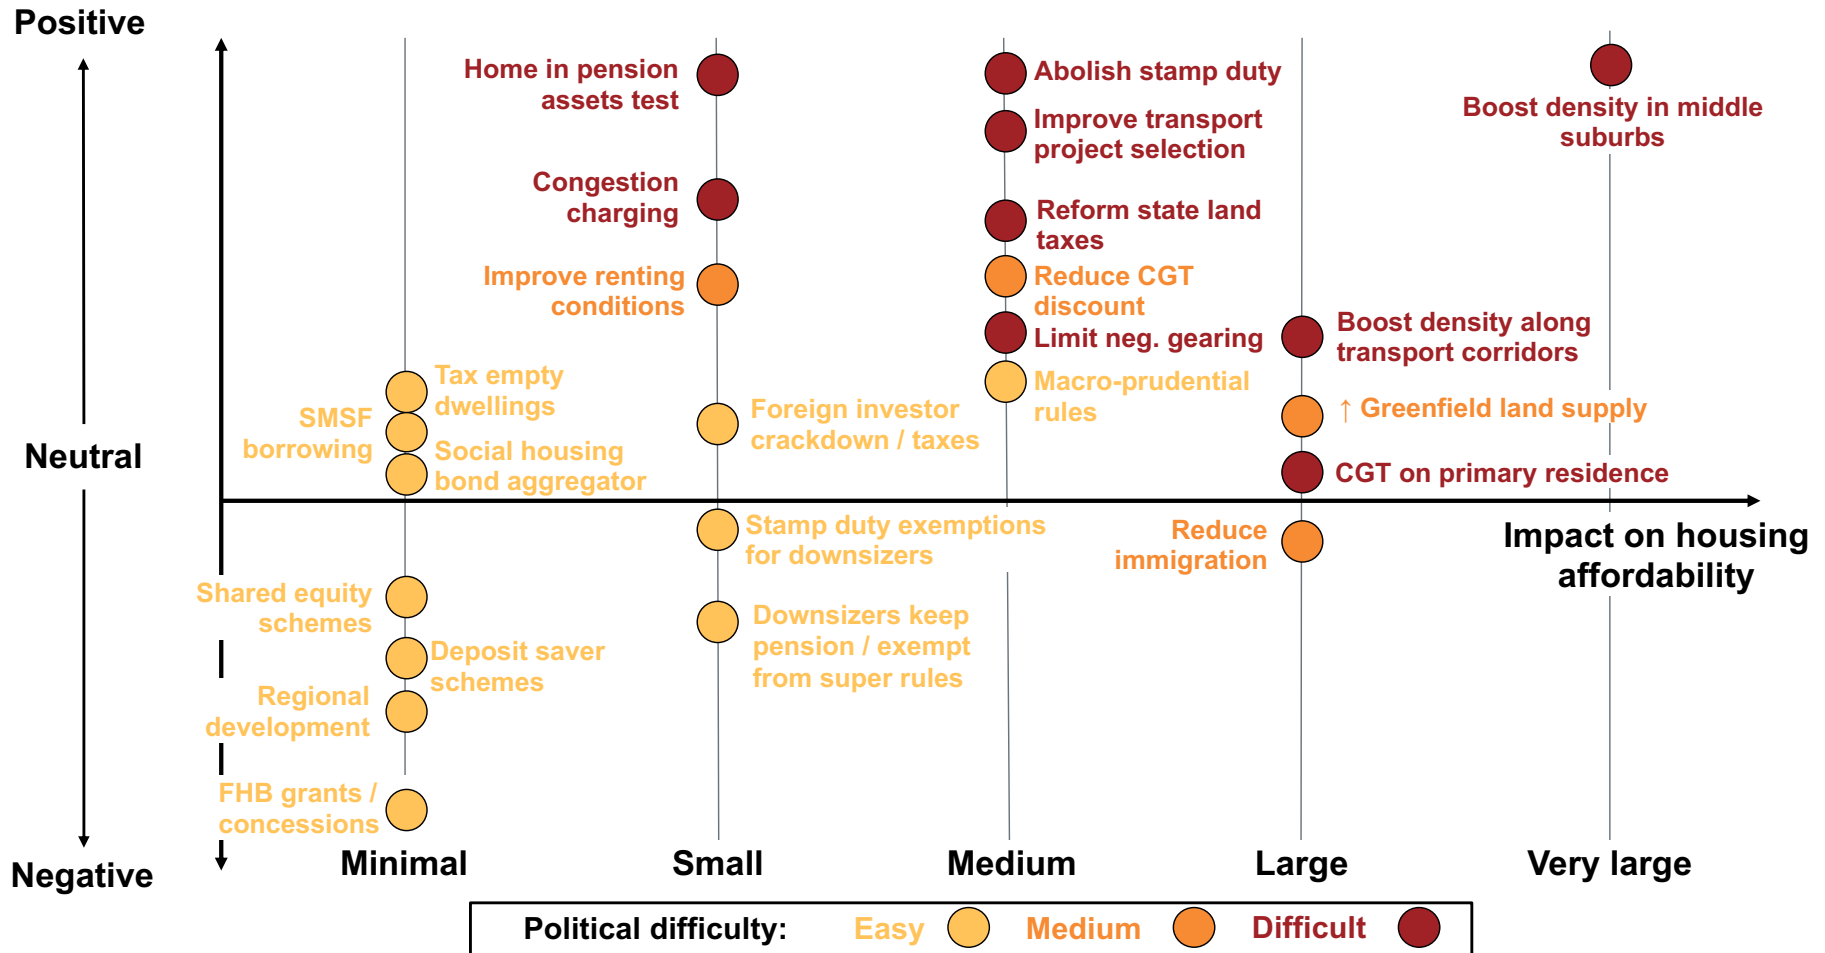 Positive
Neutral
Negative
Home in pension
assets test
Congestion
charging
Improve renting
conditions
Abolish stamp duty
Improve transport
project selection
Reform state land
taxes
Reduce CGT
discount
Limit neg. gearing
Macro-prudential
rules
Boost density in middle
suburbs
Boost density along
transport corridors
↑ Greenfield land supply
CGT on primary residence
Tax empty
dwellings
SMSF
borrowing
Social housing
bond aggregator
Foreign investor
crackdown / taxes
Stamp duty exemptions
for downsizers
Reduce
immigration
Impact on housing
affordability
Shared equity
schemes
Deposit saver
schemes
Downsizers keep
pension / exempt
from super rules
Regional
development
FHB grants /
concessions
Minimal
Small
Medium
Large
Very large
Political difficulty:
Easy
Medium
Difficult